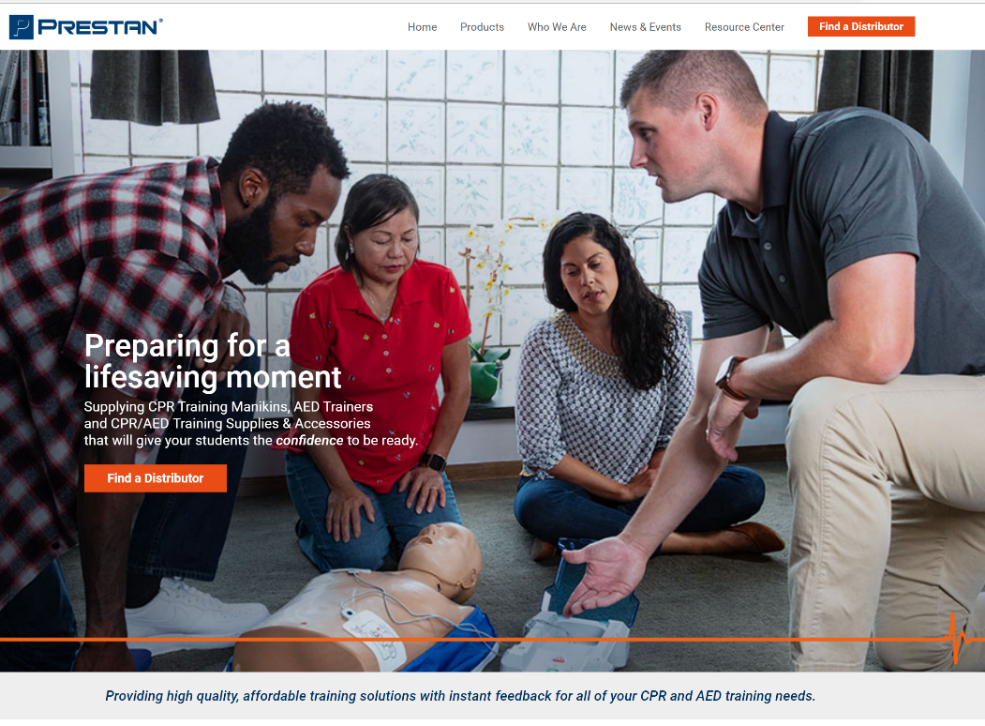 PRESTAN®
Home Products Who We Are News & Events Resource Center Find a Distributor
Preparing for a
lifesaving moment
Supplying CPR Training Manikins, AED Trainers
and CPR/AED Training Supplies & Accessories
that will give your students the confidence to be ready.
Find a Distributor
Providing high quality, affordable training solutions with instant feedback for all of your CPR and AED training needs.